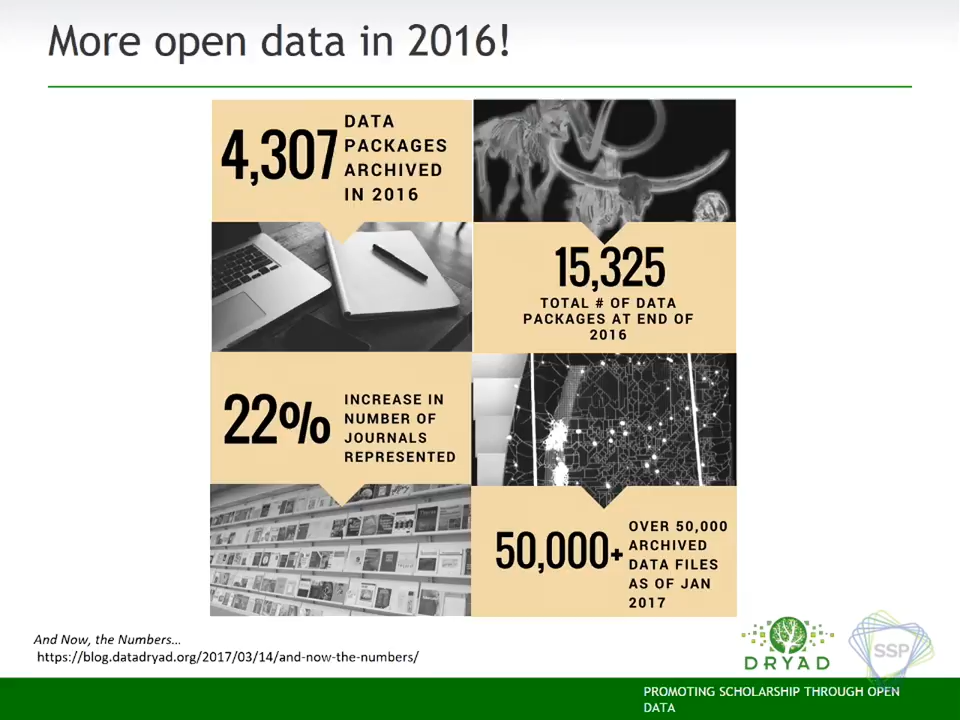 More open data in 2016!
4,307
DATA
PACKAGES
ARCHIVED
IN 2016
15,325
TOTAL # OF DATA
PACKAGES AT END OF
2016
22%
INCREASE IN
NUMBER OF
JOURNALS
REPRESENTED
50,000+
OVER 50,000
ARCHIVED
DATA FILES
AS OF JAN
2017
And Now, the Numbers…
https://blog.datadryad.org/2017/03/14/and-now-the-numbers/
DRYAD
SSP
PROMOTING SCHOLARSHIP THROUGH OPEN
DATA